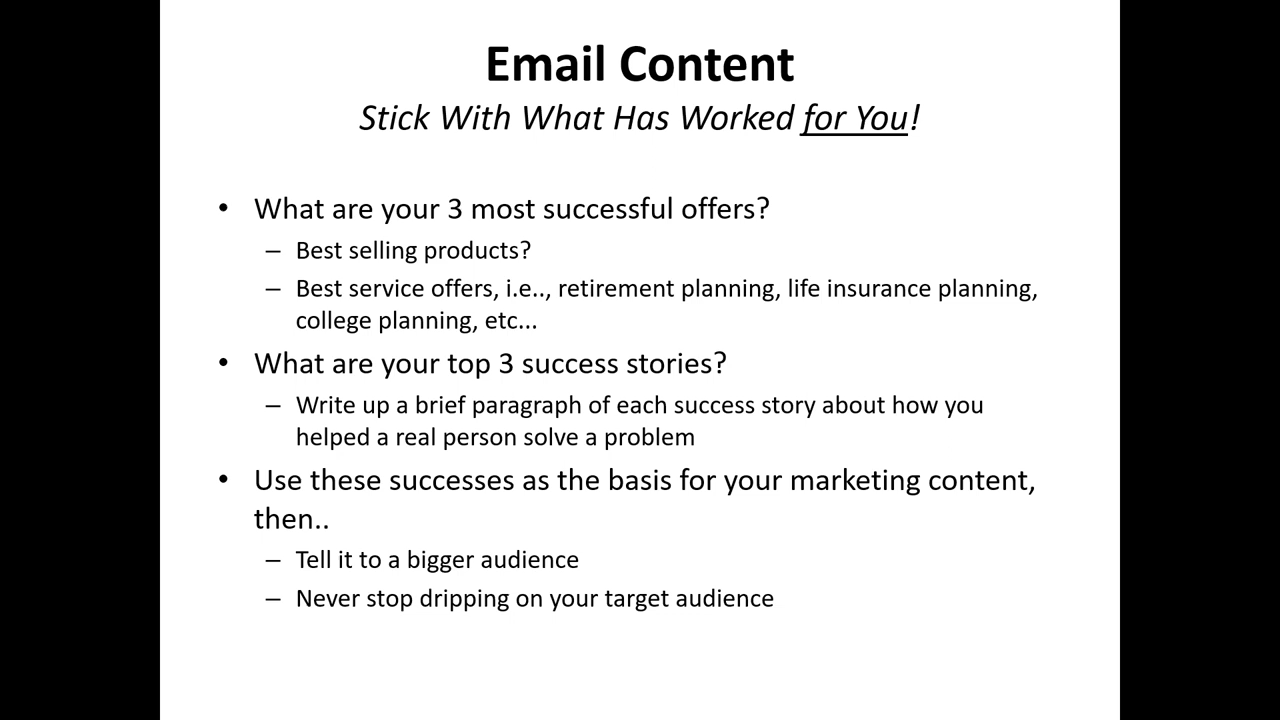 Email Content
Stick With What Has Worked for You!
• What are your 3 most successful offers?
– Best selling products?
– Best service offers, i.e.., retirement planning, life insurance planning,
college planning, etc...
• What are your top 3 success stories?
– Write up a brief paragraph of each success story about how you
helped a real person solve a problem
• Use these successes as the basis for your marketing content,
then..
– Tell it to a bigger audience
– Never stop dripping on your target audience